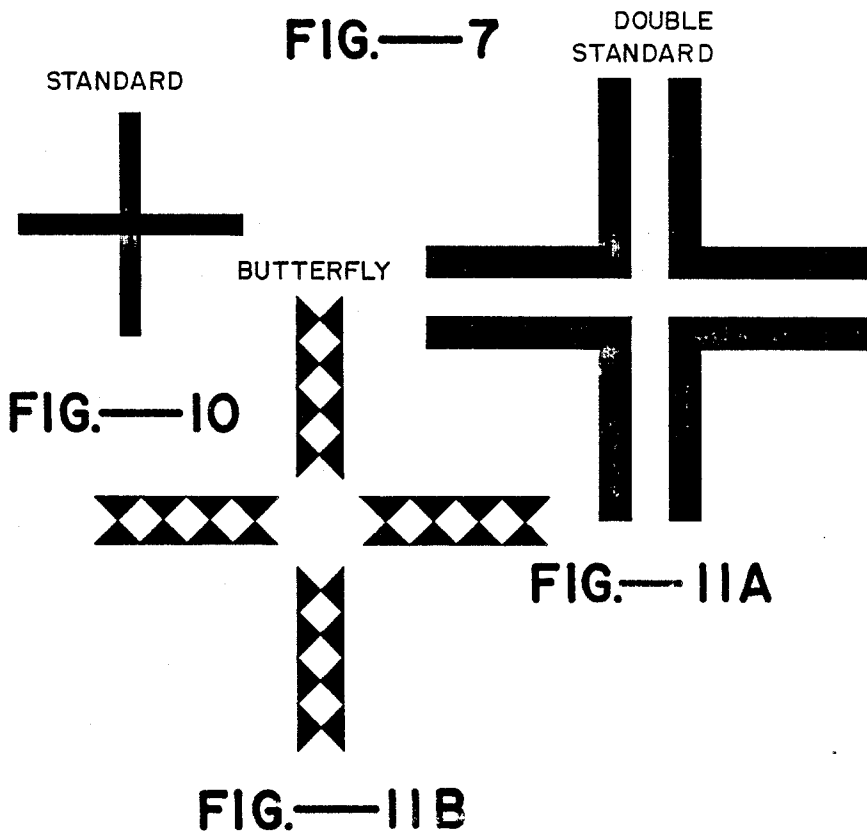 FIG.—7
DOUBLE
STANDARD
STANDARD
BUTTERFLY
FIG.—10
FIG.—11A
FIG.—11B